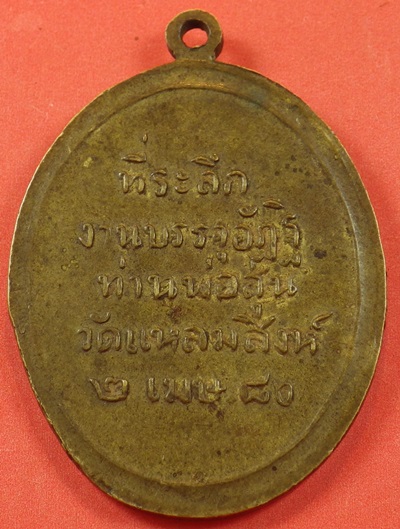 ที่ระลึก
งานบรรจุอัฏฐิ
ท่านพ่อสุ่น
วัดแหลมสิงห์
๒ เมษ ๘๐